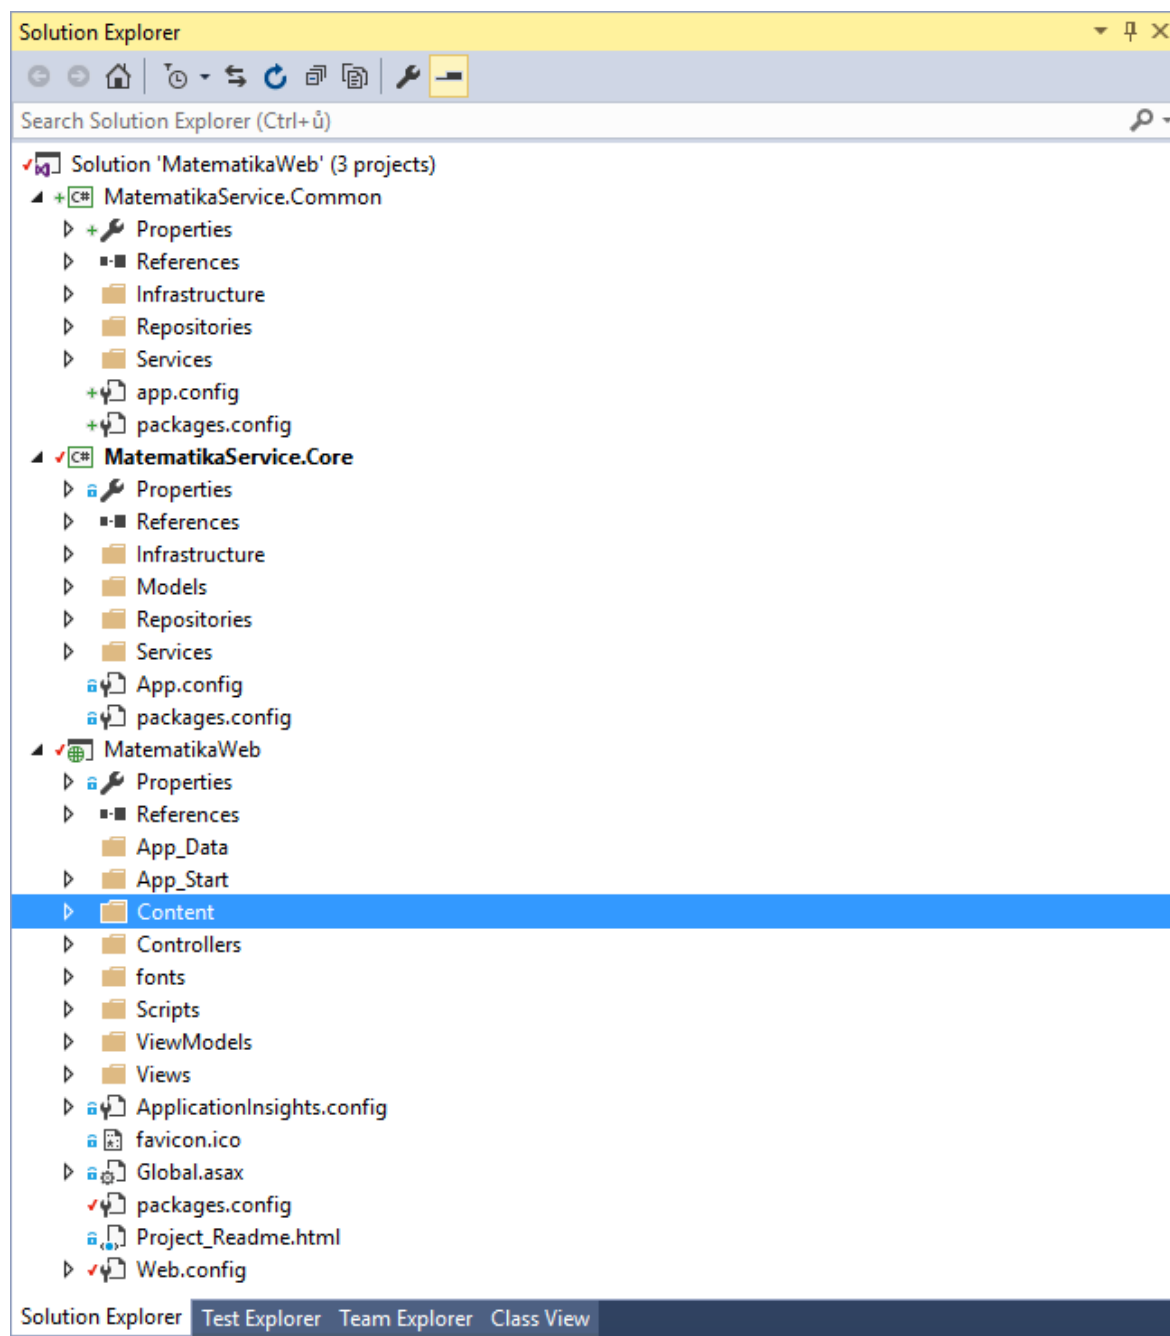 Solution Explorer
Search Solution Explorer (Ctrl+ů)
Solution 'MatematikaWeb' (3 projects)
C# MatematikaService.Common
Properties
References
Infrastructure
Repositories
Services
app.config
packages.config
C# MatematikaService.Core
Properties
References
Infrastructure
Models
Repositories
Services
App.config
packages.config
MatematikaWeb
Properties
References
App_Data
App_Start
Content
Controllers
fonts
Scripts
ViewModels
Views
ApplicationInsights.config
favicon.ico
Global.asax
packages.config
Project_Readme.html
Web.config
Solution Explorer Test Explorer Team Explorer Class View